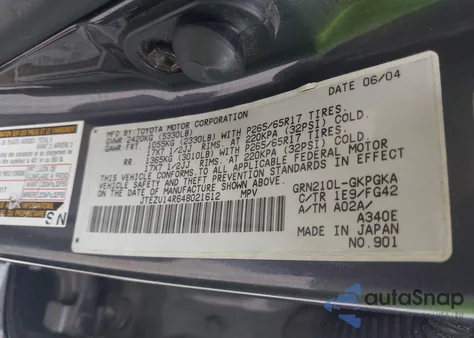 DATE 06/04
MFD. BY: TOYOTA MOTOR CORPORATION
GVWR 2420KG (5330LB)
GAWR FRT: 1055KG (2330LB) WITH P265/65R17 TIRES,
17X7 1/2JJ RIMS, AT 220KPA (32PSI) COLD.
RR: 1365KG (3010LB) WITH P265/65R17 TIRES,
17X7 1/2JJ RIMS, AT 220KPA (32PSI) COLD.
THIS VEHICLE CONFORMS TO ALL APPLICABLE FEDERAL MOTOR
VEHICLE SAFETY AND THEFT PREVENTION STANDARDS IN EFFECT
ON THE DATE OF MANUFACTURE SHOWN ABOVE.
JTEZU14R648021612 MPV
GRN210L-GKPGKA
C/TR 1E9/FG42
A/TM A02A/
A340E
MADE IN JAPAN
NO.901
autoSnap